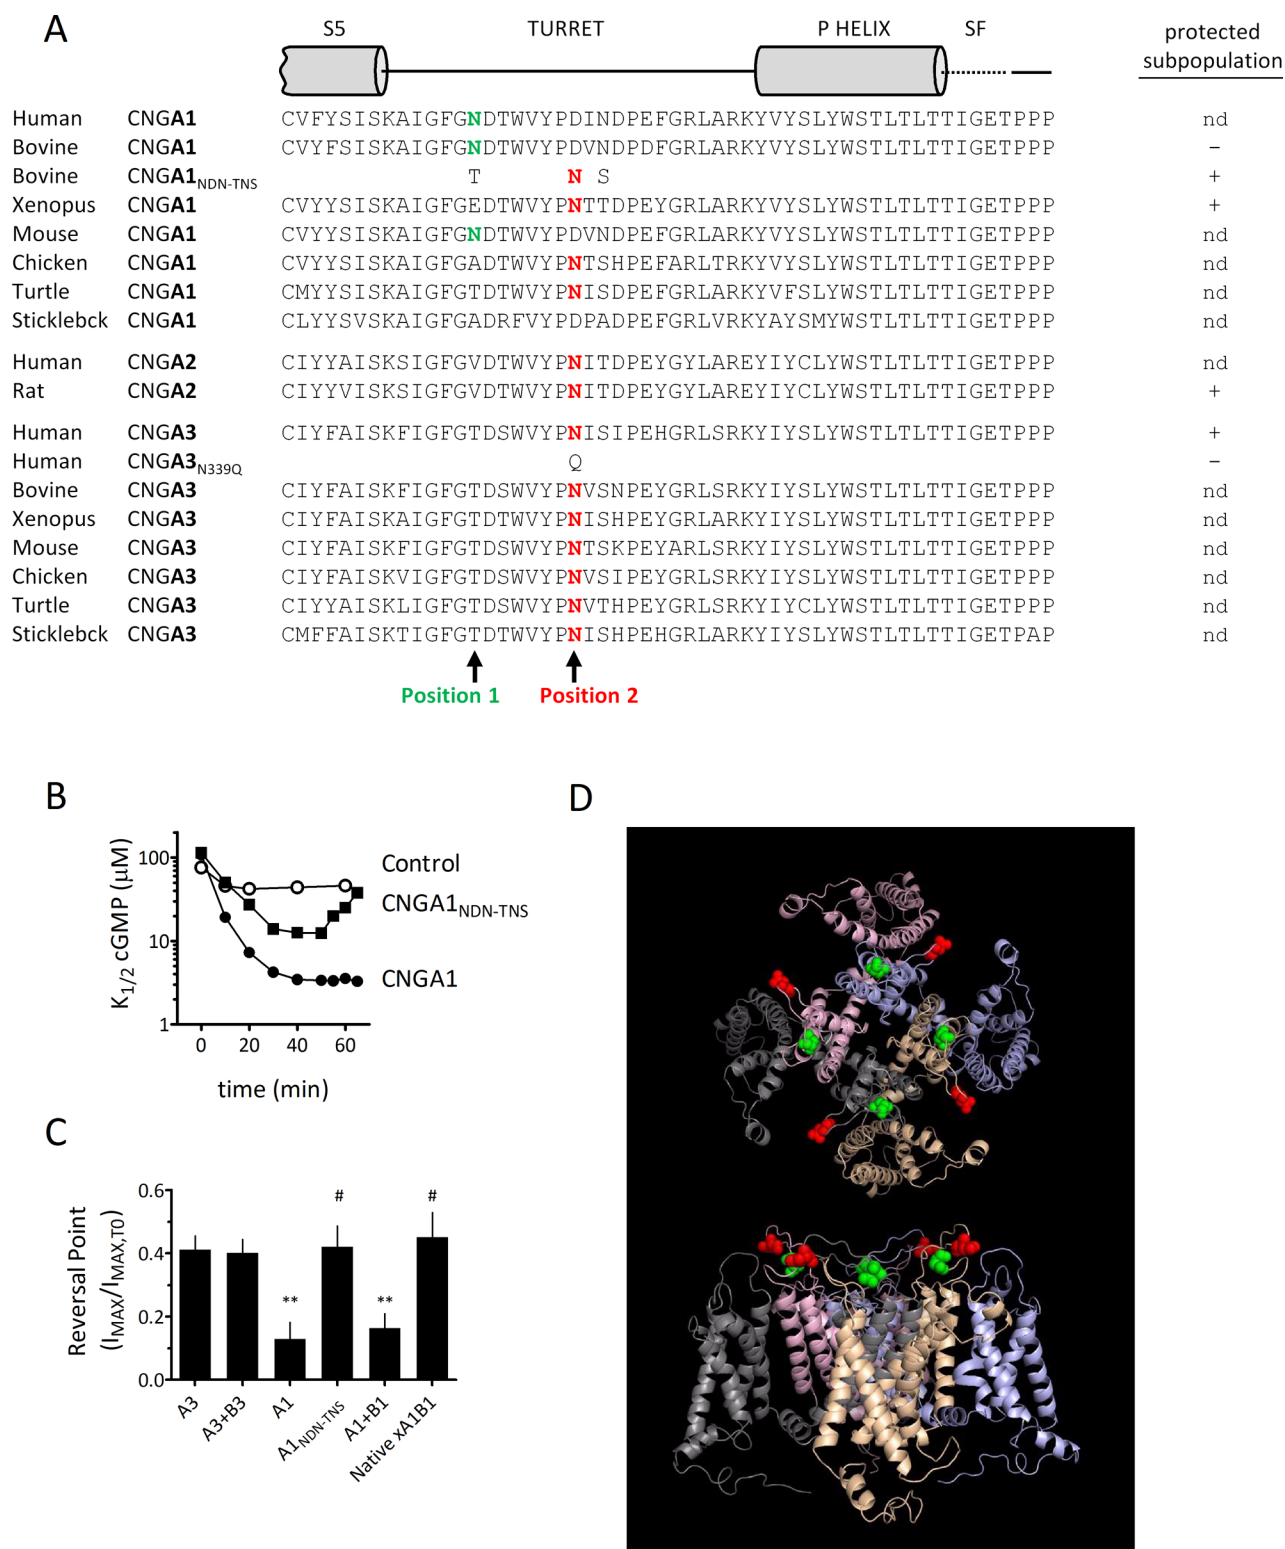 A
S5 TURRET P HELIX SF protected subpopulation
Human CNGA1 CVFYSISKAIGFGNDTWVYPDINDPEFGRLARKYVYSLYWSTLTLTTIGETPPP nd
Bovine CNGA1 CVYFSISKAIGFGNDTWVYPDVNDPDFGRLARKYVYSLYWSTLTLTTIGETPPP –
Bovine CNGA1NDN-TNS T N S +
Xenopus CNGA1 CVYYSISKAIGFGEDTWVYPNTTDPEYGRLARKYVYSLYWSTLTLTTIGETPPP +
Mouse CNGA1 CVYYSISKAIGFGNDTWVYPDVNDPEFGRLARKYVYSLYWSTLTLTTIGETPPP nd
Chicken CNGA1 CVYYSISKAIGFGADTWVYPNTSHPEFARLTRKYVYSLYWSTLTLTTIGETPPP nd
Turtle CNGA1 CMYYSISKAIGFGTDTWVYPNISDPEFGRLARKYVFSLYWSTLTLTTIGETPPP nd
Sticklebck CNGA1 CLYYSVSKAIGFGADRFVYPDPADPEFGRLVRKYAYSMYWSTLTLTTIGETPPP nd
Human CNGA2 CIYYAISKSIGFGVDTWVYPNITDPEYGYLAREYIYCLYWSTLTLTTIGETPPP nd
Rat CNGA2 CIYYVISKSIGFGVDTWVYPNITDPEYGYLAREYIYCLYWSTLTLTTIGETPPP +
Human CNGA3 CIYFAISKFIGFGTDSWVYPNISIPEHGRLSRKYIYSLYWSTLTLTTIGETPPP +
Human CNGA3N339Q Q –
Bovine CNGA3 CIYFAISKFIGFGTDSWVYPNVSNPEYGRLSRKYIYSLYWSTLTLTTIGETPPP nd
Xenopus CNGA3 CIYFAISKAIGFGTDSWVYPNISHPEYGRLSRKYIYSLYWSTLTLTTIGETPPP nd
Mouse CNGA3 CIYFAISKFIGFGTDSWVYPNTSKPEYARLSRKYIYSLYWSTLTLTTIGETPPP nd
Chicken CNGA3 CIYFAISKVIGFGTDSWVYPNVSIPEYGRLSRKYIYSLYWSTLTLTTIGETPPP nd
Turtle CNGA3 CIYYAISKLIGFGTDSWVYPNVTHPEYGRLSRKYIYCLYWSTLTLTTIGETPPP nd
Sticklebck CNGA3 CMFFAISKTIGFGTDTWVYPNISHPEHGRLARKYIYSLYWSTLTLTTIGETPAP nd
Position 1 Position 2
B
K1/2 cGMP (μM)
100
10
1
0 20 40 60
time (min)
Control
CNGA1NDN-TNS
CNGA1
C
Reversal Point
(IMAX/IMAX,T0)
0.6
0.4
0.2
0.0
** # ** #
A3 A3+B3 A1 A1NDN-TNS A1+B1 Native xA1B1
D